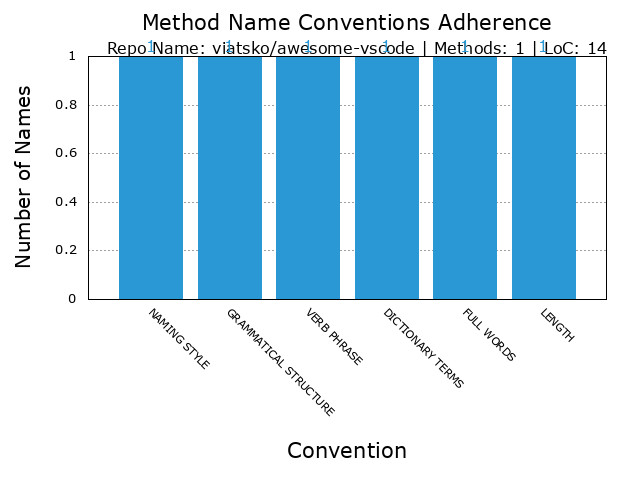 Method Name Conventions Adherence
Repo Name: viatsko/awesome-vscode | Methods: 1 | LoC: 14
1 1 1 1 1 1
1
0.8
0.6
0.4
0.2
0
Number of Names
NAMING STYLE
GRAMMATICAL STRUCTURE
VERB PHRASE
DICTIONARY TERMS
FULL WORDS
LENGTH
Convention